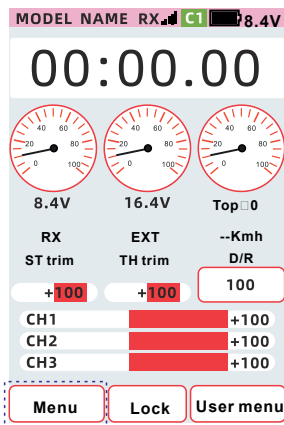 MODEL NAME RX C1 8.4V
00:00.00
40 60 40 60 40 60
20 80 20 80 20 80
0 100 0 100 0 100
8.4V 16.4V Top□0
RX EXT --Kmh
ST trim TH trim D/R
+100 +100 100
CH1 +100
CH2 +100
CH3 +100
Menu Lock User menu